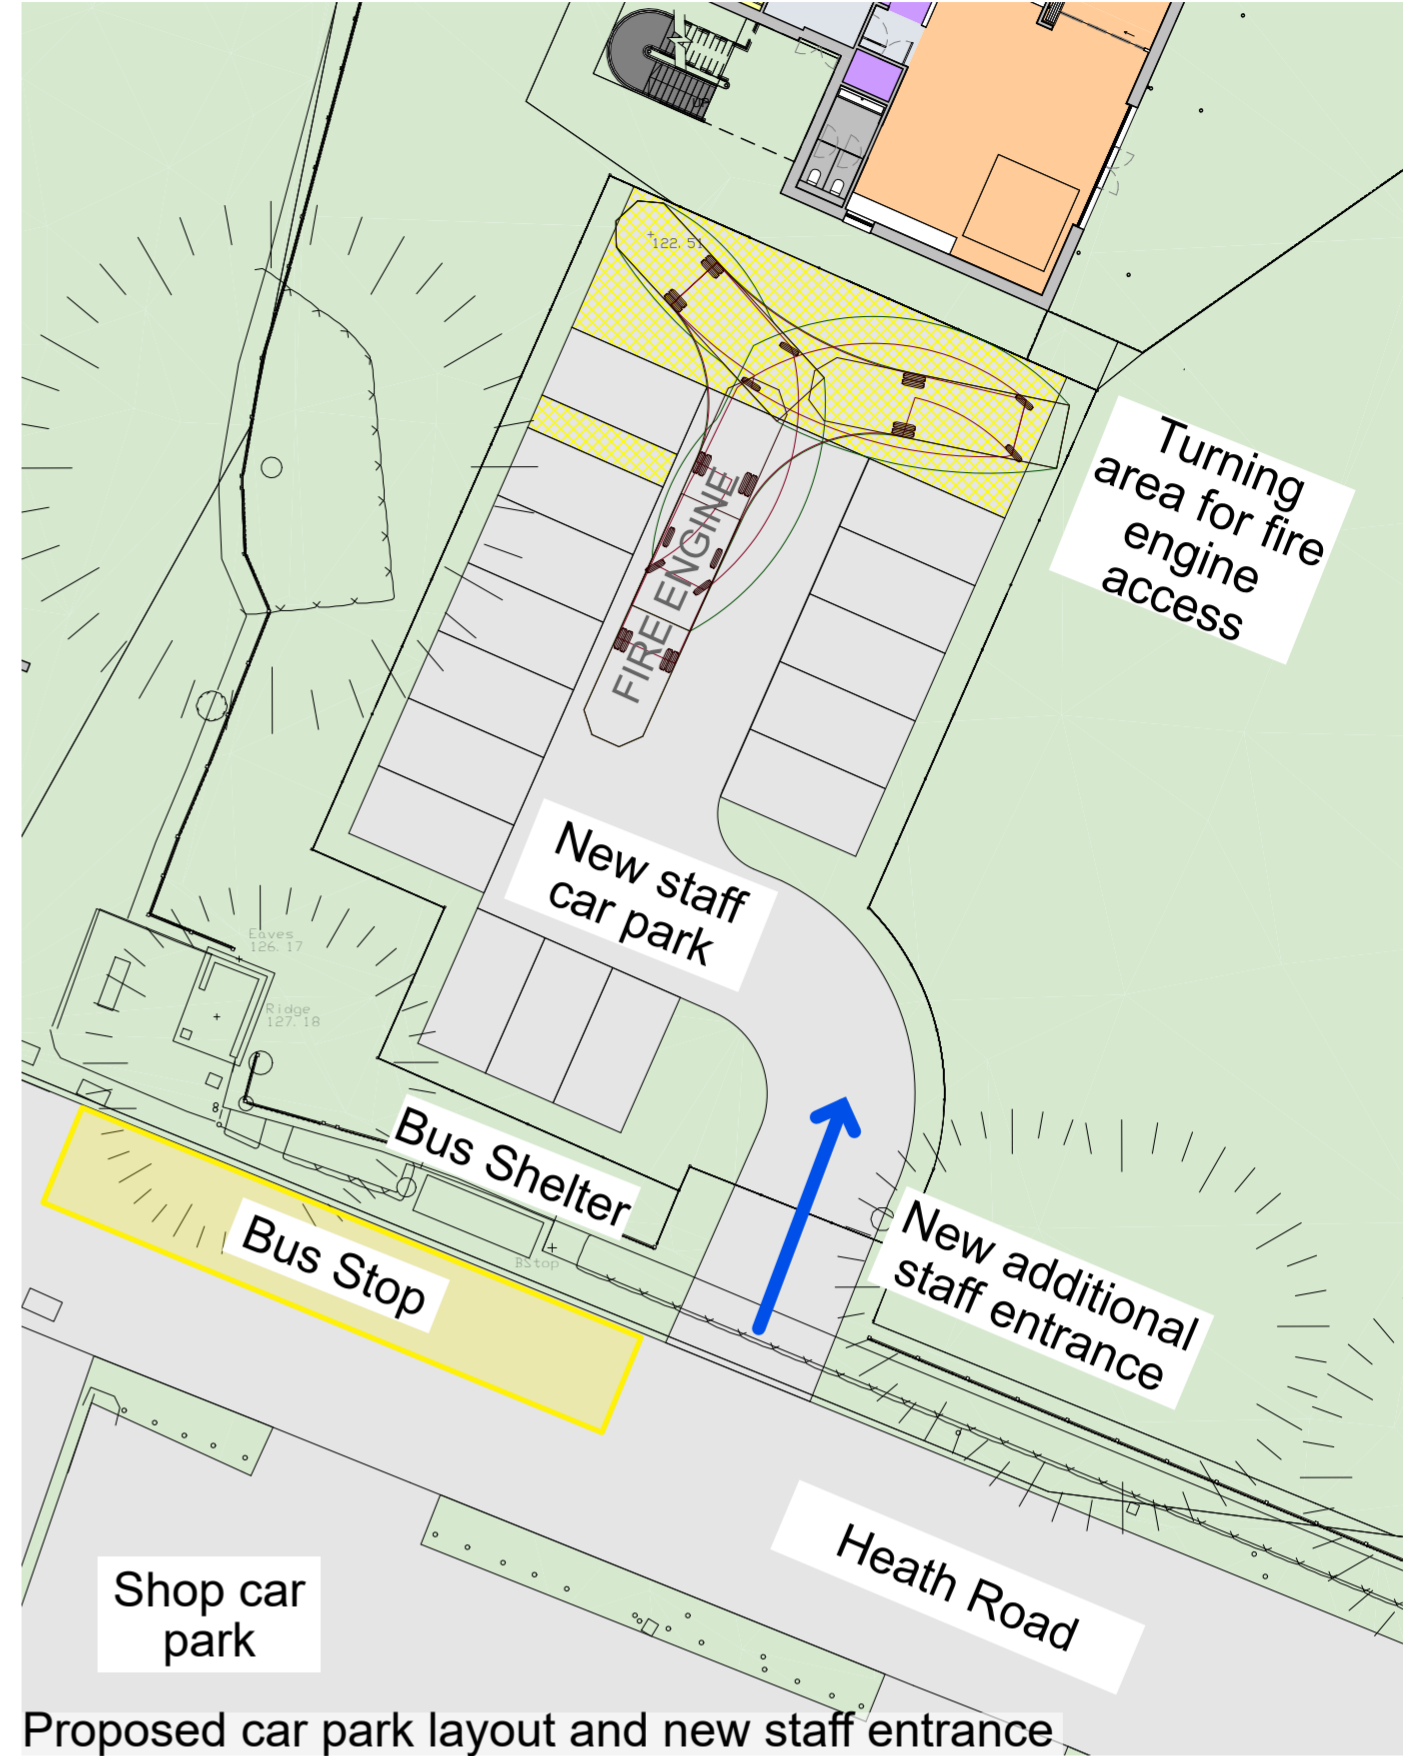 122.51
Turning
area for fire
engine
access
FIRE ENGINE
New staff
car park
Eaves
126.17
Ridge
127.18
Bus Shelter
Bus Stop
BStop
New additional
staff entrance
Heath Road
Shop car
park
Proposed car park layout and new staff entrance